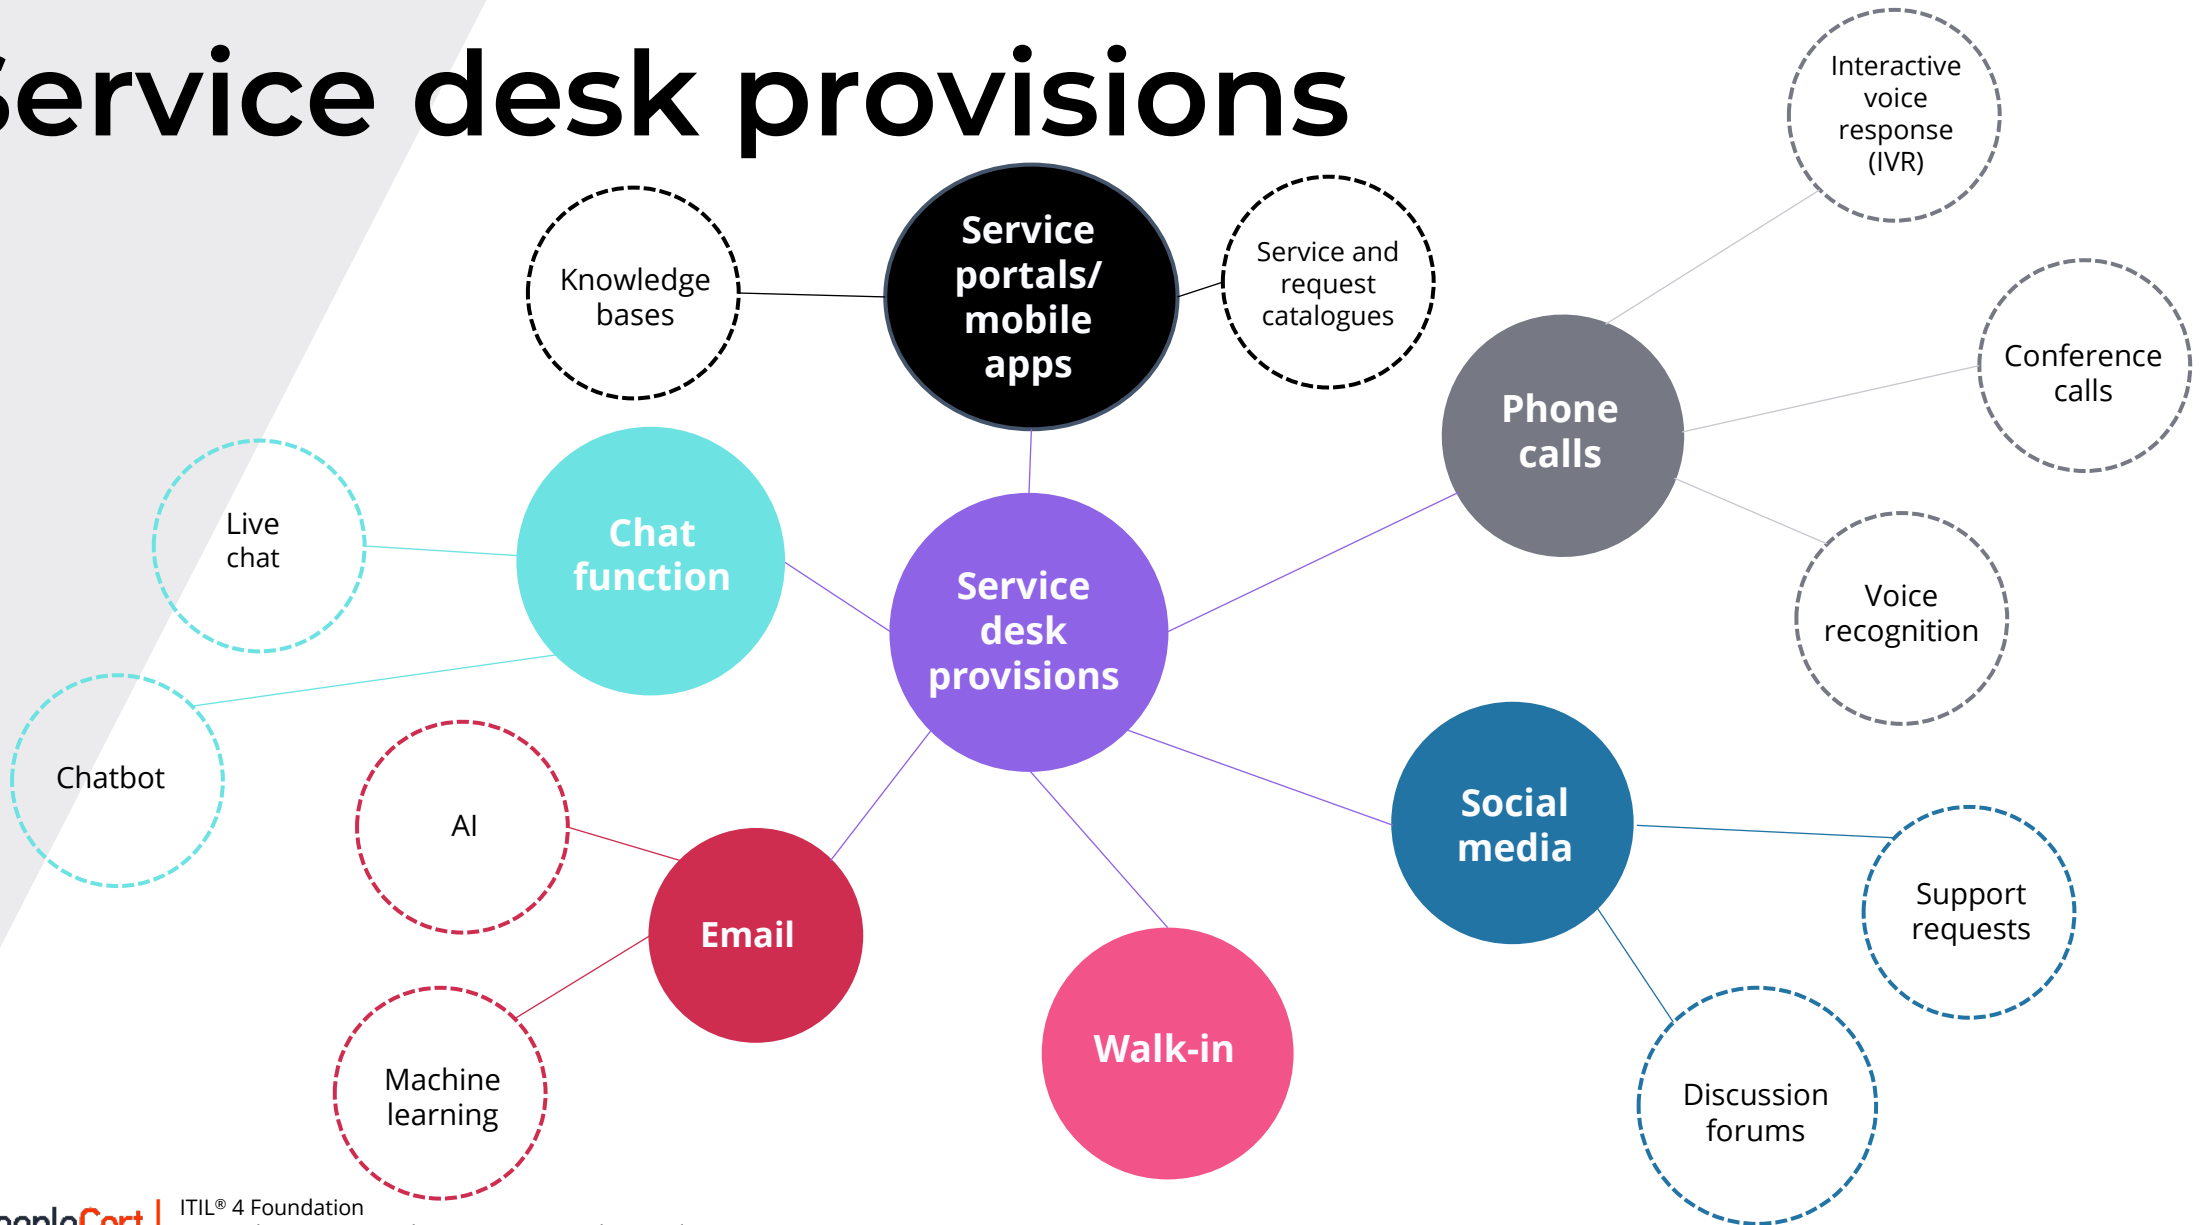 Service desk provisions
Interactive
voice
response
(IVR)
Service
portals/
mobile
apps
Knowledge
bases
Service and
request
catalogues
Conference
calls
Phone
calls
Live
chat
Chat
function
Service
desk
provisions
Voice
recognition
Chatbot
AI
Social
media
Support
requests
Email
Walk-in
Machine
learning
Discussion
forums
PeopleCert
ITIL® 4 Foundation